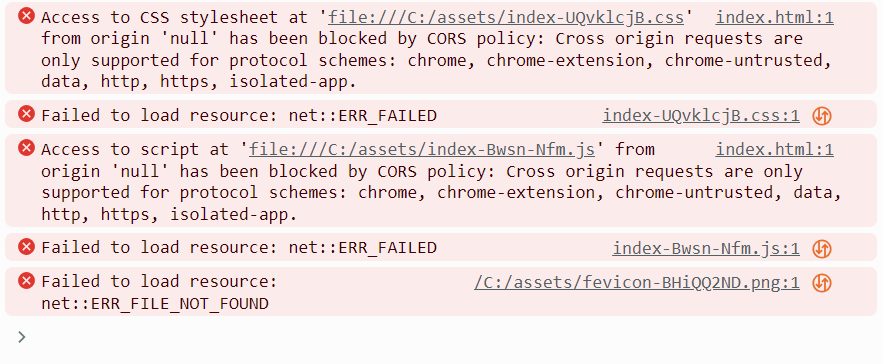 Access to CSS stylesheet at 'file:///C:/assets/index-UQvklcjB.css' index.html:1
from origin 'null' has been blocked by CORS policy: Cross origin requests are
only supported for protocol schemes: chrome, chrome-extension, chrome-untrusted,
data, http, https, isolated-app.
Failed to load resource: net::ERR_FAILED index-UQvklcjB.css:1
Access to script at 'file:///C:/assets/index-Bwsn-Nfm.js' from index.html:1
origin 'null' has been blocked by CORS policy: Cross origin requests are only
supported for protocol schemes: chrome, chrome-extension, chrome-untrusted, data,
http, https, isolated-app.
Failed to load resource: net::ERR_FAILED index-Bwsn-Nfm.js:1
Failed to load resource: /C:/assets/fevicon-BHiQQ2ND.png:1
net::ERR_FILE_NOT_FOUND